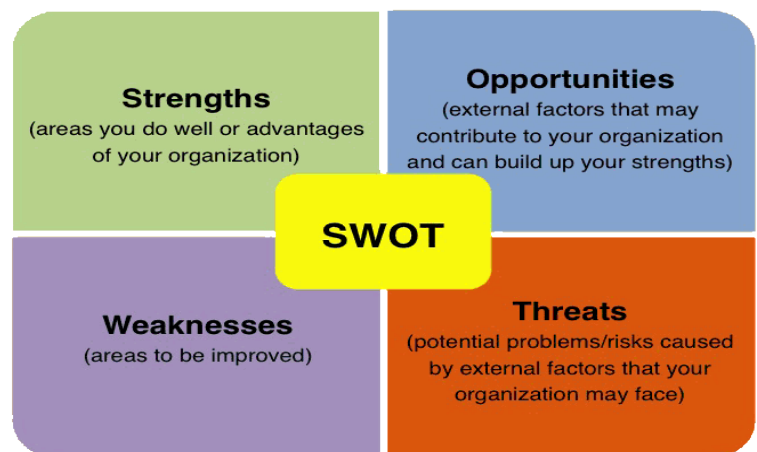 Strengths
(areas you do well or advantages
of your organization)
Opportunities
(external factors that may
contribute to your organization
and can build up your strengths)
SWOT
Weaknesses
(areas to be improved)
Threats
(potential problems/risks caused
by external factors that your
organization may face)